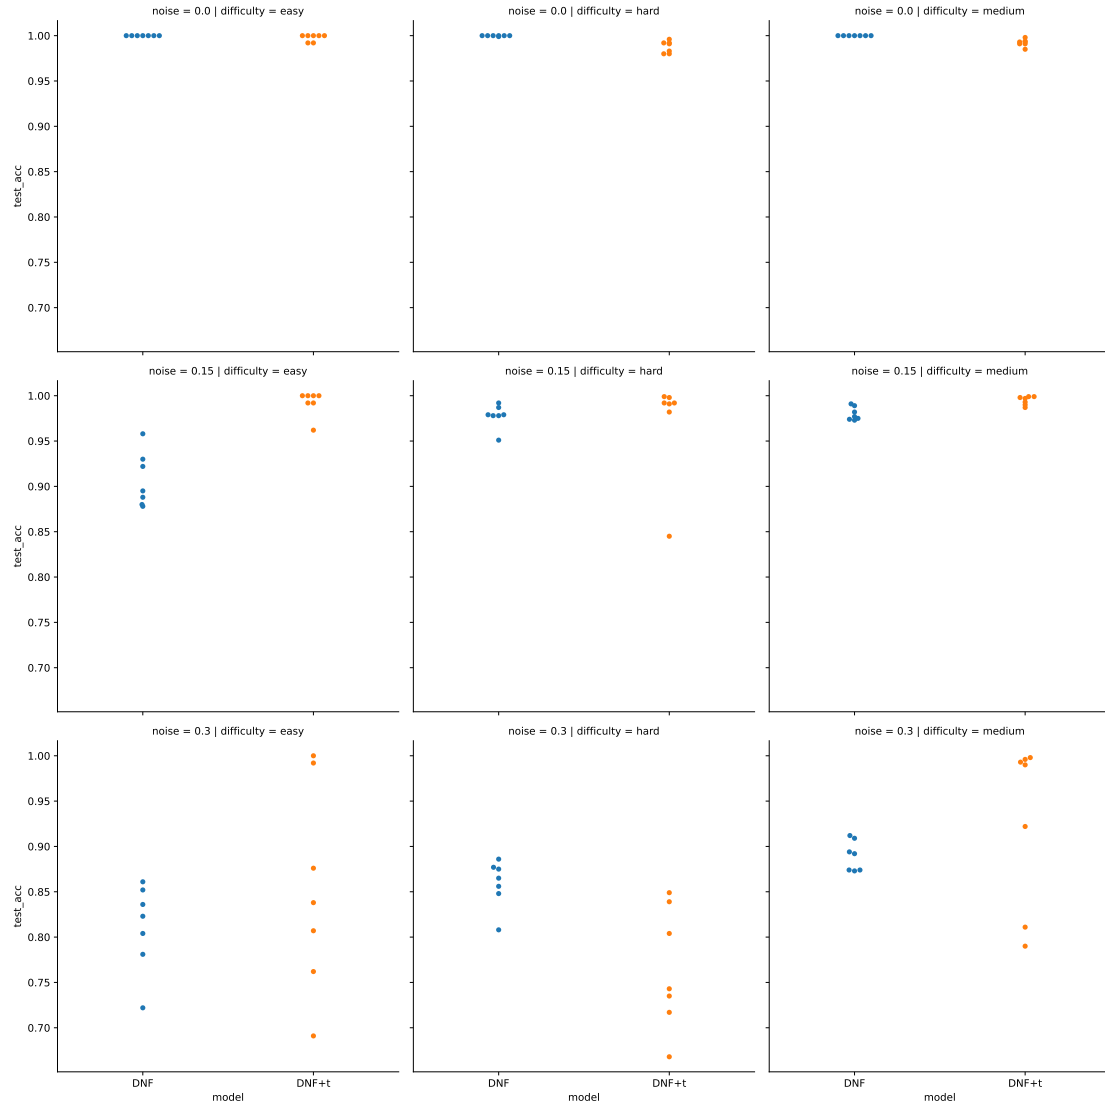 noise = 0.0 | difficulty = easy
noise = 0.0 | difficulty = hard
noise = 0.0 | difficulty = medium
1.00
0.95
0.90
0.85
0.80
0.75
0.70
test_acc
noise = 0.15 | difficulty = easy
noise = 0.15 | difficulty = hard
noise = 0.15 | difficulty = medium
1.00
0.95
0.90
0.85
0.80
0.75
0.70
test_acc
noise = 0.3 | difficulty = easy
noise = 0.3 | difficulty = hard
noise = 0.3 | difficulty = medium
1.00
0.95
0.90
0.85
0.80
0.75
0.70
test_acc
DNF DNF+t
model
DNF DNF+t
model
DNF DNF+t
model